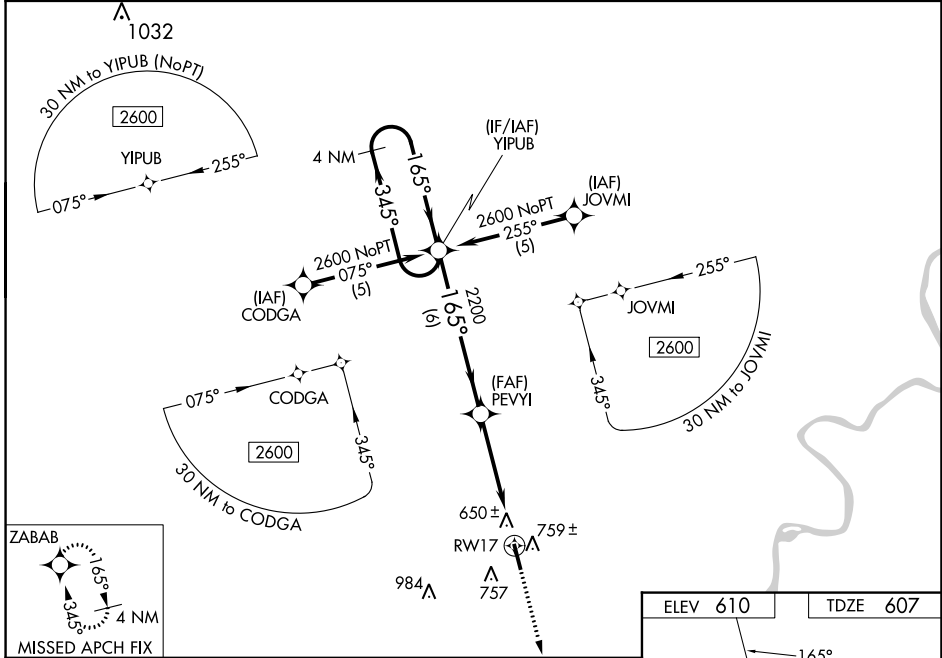 1032
30 NM to YIPUB (NoPT)
2600
YIPUB
075°
255°
4 NM
165°
345°
(IF/IAF)
YIPUB
(IAF)
JOVMI
2600 NoPT
255°
(5)
2600 NoPT
075°
(5)
(IAF)
CODGA
2200
165°
(6)
255°
JOVMI
2600
345°
30 NM to JOVMI
075°
CODGA
2600
345°
30 NM to CODGA
(FAF)
PEVYI
650±
RW17
759±
757
984
ZABAB
165°
345°
4 NM
MISSED APCH FIX
ELEV 610
TDZE 607
165°